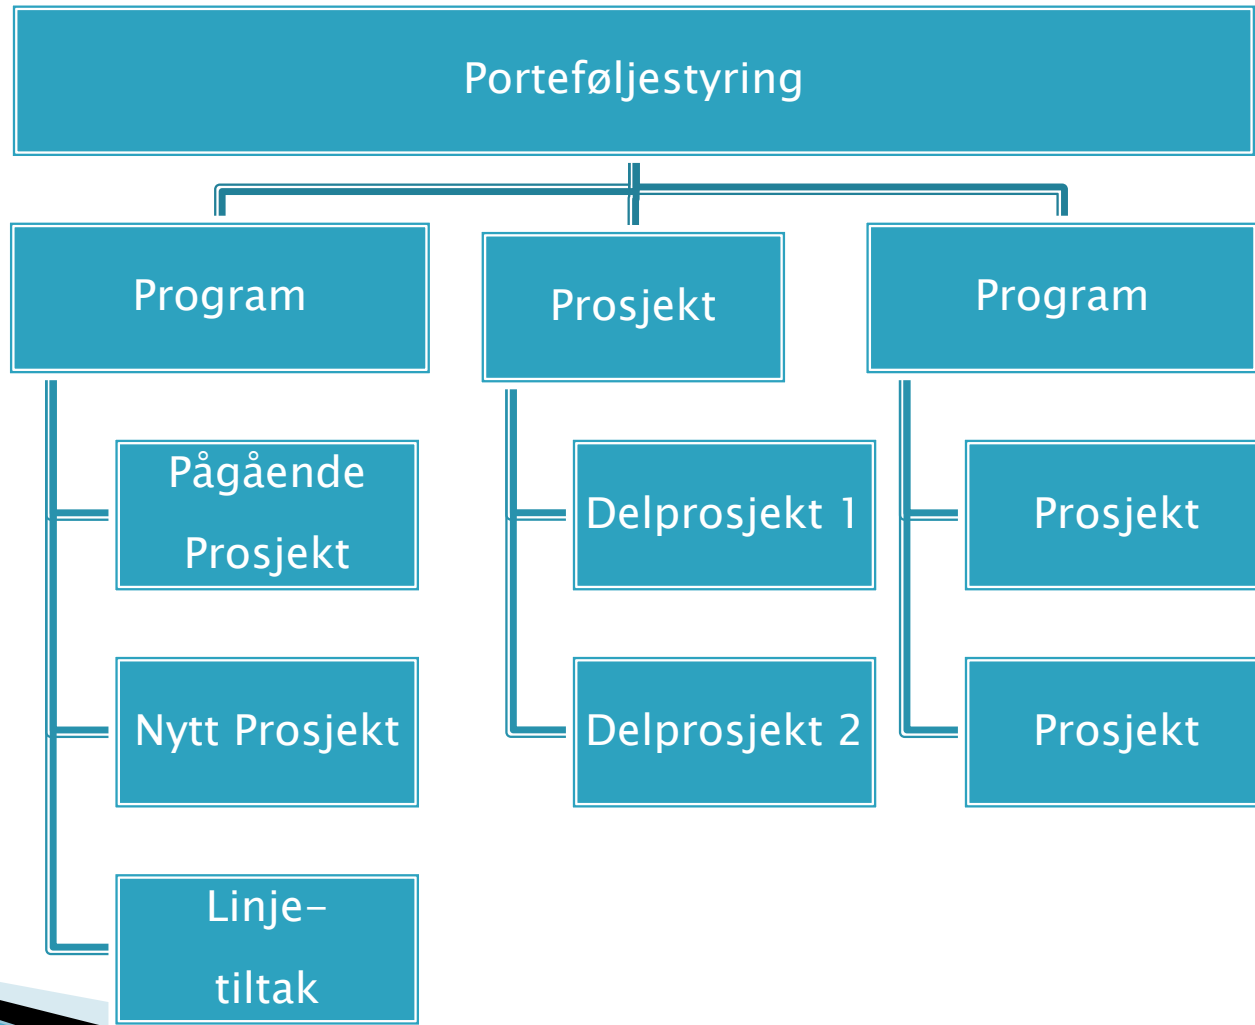 Porteføljestyring
Program
Prosjekt
Program
Pågående
Prosjekt
Nytt Prosjekt
Linje-
tiltak
Delprosjekt 1
Delprosjekt 2
Prosjekt
Prosjekt